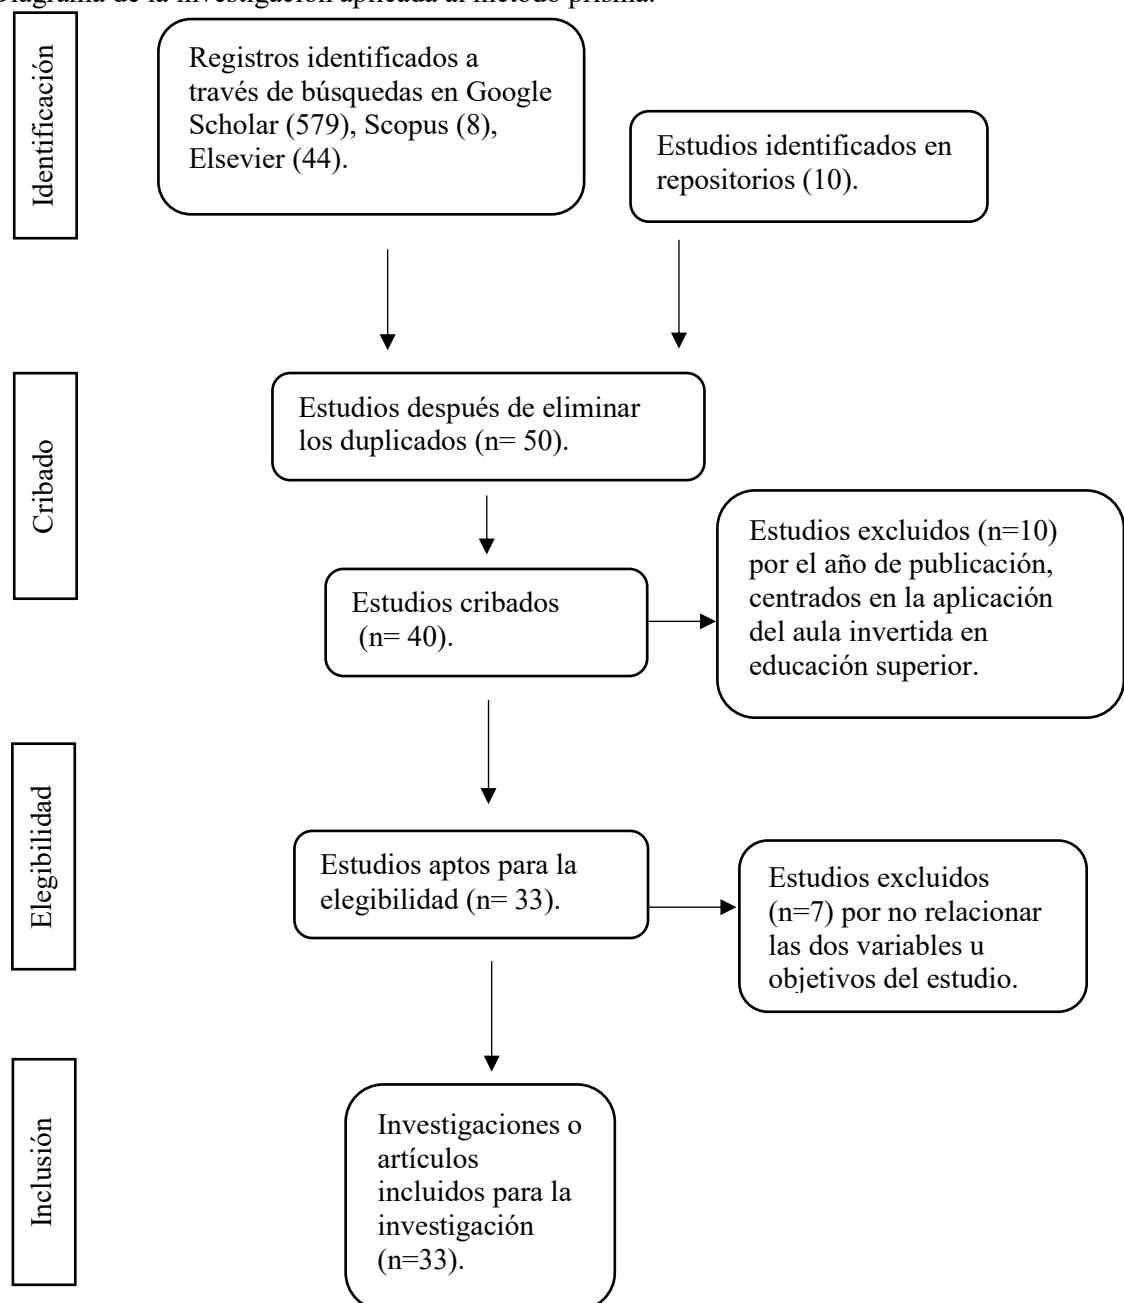 Diagrama de la investigación aplicada al método prisma.
Identificación
Registros identificados a
través de búsquedas en Google
Scholar (579), Scopus (8),
Elsevier (44).
Estudios identificados en
repositorios (10).
Cribado
Estudios después de eliminar
los duplicados (n= 50).
Estudios cribados
(n= 40).
Estudios excluidos (n=10)
por el año de publicación,
centrados en la aplicación
del aula invertida en
educación superior.
Elegibilidad
Estudios aptos para la
elegibilidad (n= 33).
Estudios excluidos
(n=7) por no relacionar
las dos variables u
objetivos del estudio.
Inclusión
Investigaciones o
artículos
incluidos para la
investigación
(n=33).